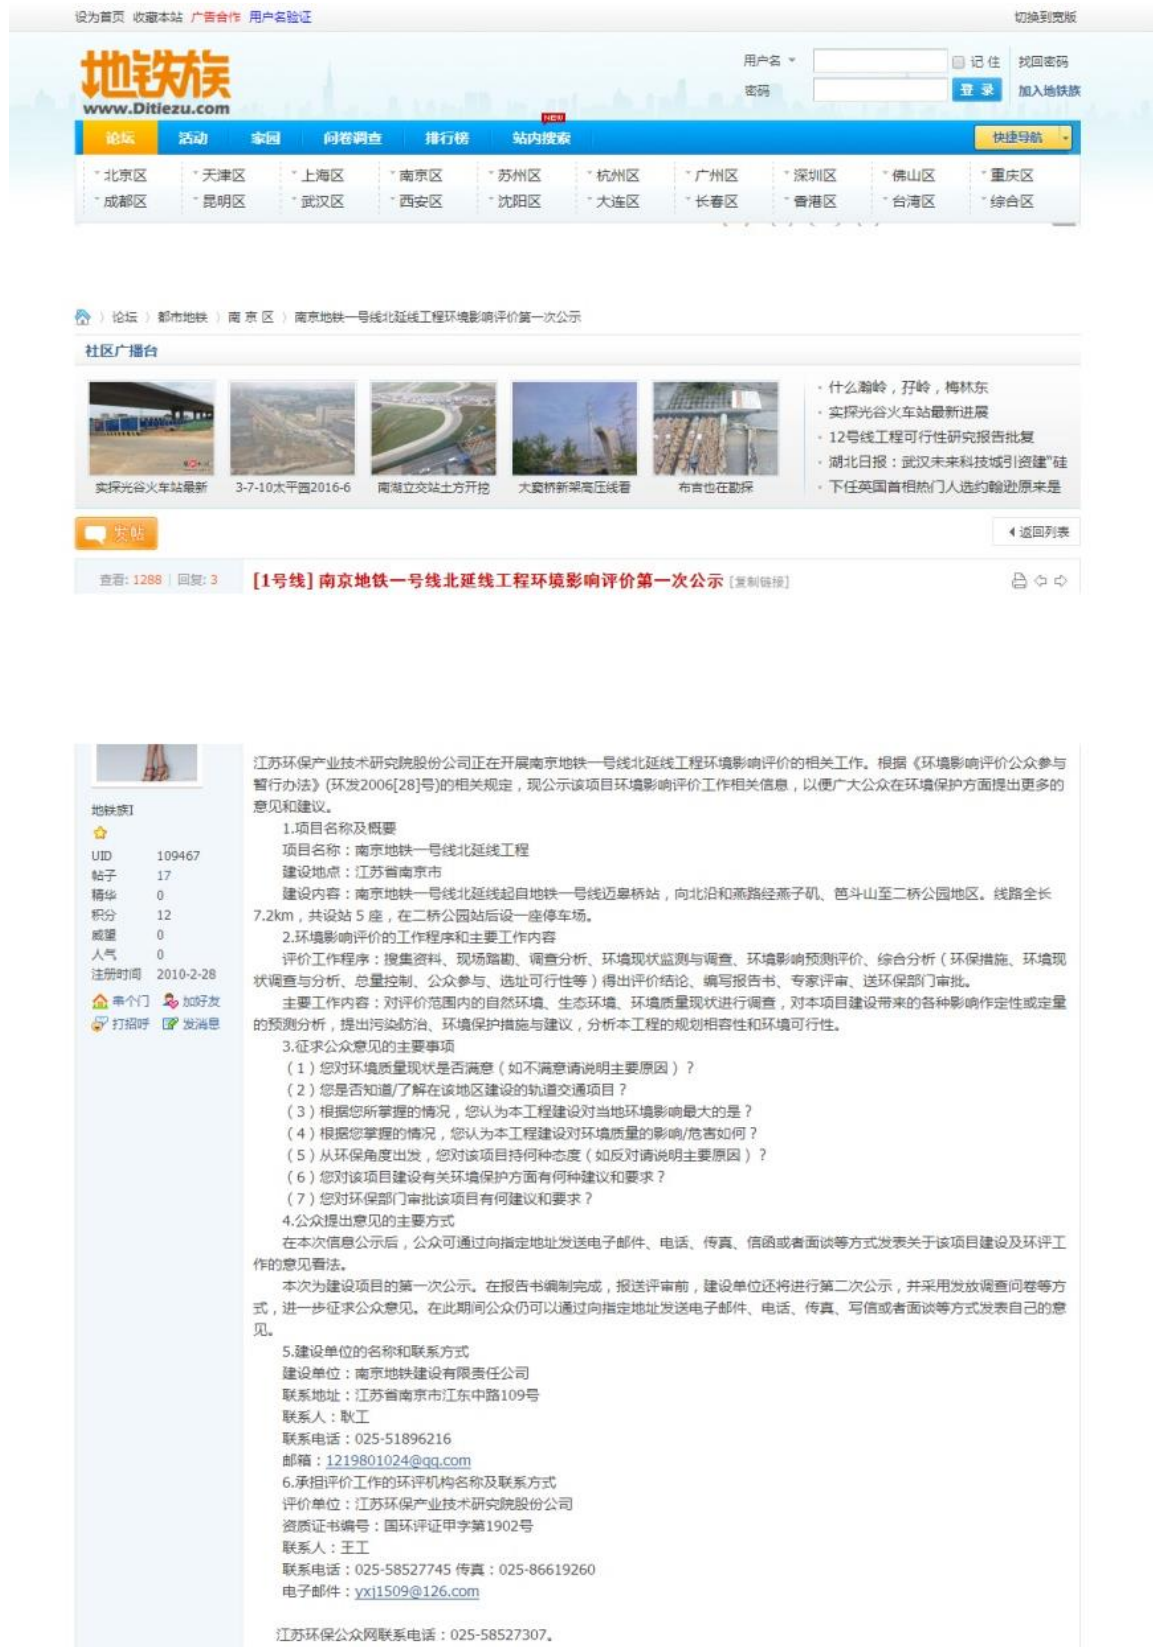 设为首页 收藏本站 广告合作 用户名验证 切换到宽版
地铁族
www.Ditiezu.com
用户名 记住 找回密码
密码 登录 加入地铁族
NEW
论坛 活动 家园 问卷调查 排行榜 站内搜索 快捷导航
北京区 天津区 上海区 南京区 苏州区 杭州区 广州区 深圳区 佛山区 重庆区
成都区 昆明区 武汉区 西安区 沈阳区 大连区 长春区 香港区 台湾区 综合区
论坛 〉 都市地铁 〉 南 京 区 〉 南京地铁一号线北延线工程环境影响评价第一次公示
社区广播台
什么瀚岭，孖岭，梅林东
实探光谷火车站最新进展
12号线工程可行性研究报告批复
湖北日报：武汉未来科技城引资建"硅
下任英国首相热门人选约翰逊原来是
实探光谷火车站最新 3-7-10太平园2016-6 南湖立交站土方开挖 大窦桥新架高压线看 布吉也在勘探
发帖 返回列表
查看: 1288 | 回复: 3 [1号线] 南京地铁一号线北延线工程环境影响评价第一次公示 [复制链接]
地铁族I
UID 109467
帖子 17
精华 0
积分 12
威望 0
人气 0
注册时间 2010-2-28
串个门 加好友
打招呼 发消息
江苏环保产业技术研究院股份公司正在开展南京地铁一号线北延线工程环境影响评价的相关工作。根据《环境影响评价公众参与
暂行办法》(环发2006[28]号)的相关规定，现公示该项目环境影响评价工作相关信息，以便广大公众在环境保护方面提出更多的
意见和建议。
1.项目名称及概要
项目名称：南京地铁一号线北延线工程
建设地点：江苏省南京市
建设内容：南京地铁一号线北延线起自地铁一号线迈皋桥站，向北沿和燕路经燕子矶、笆斗山至二桥公园地区。线路全长
7.2km，共设站 5 座，在二桥公园站后设一座停车场。
2.环境影响评价的工作程序和主要工作内容
评价工作程序：搜集资料、现场踏勘、调查分析、环境现状监测与调查、环境影响预测评价、综合分析（环保措施、环境现
状调查与分析、总量控制、公众参与、选址可行性等）得出评价结论、编写报告书、专家评审、送环保部门审批。
主要工作内容：对评价范围内的自然环境、生态环境、环境质量现状进行调查，对本项目建设带来的各种影响作定性或定量
的预测分析，提出污染防治、环境保护措施与建议，分析本工程的规划相容性和环境可行性。
3.征求公众意见的主要事项
（1）您对环境质量现状是否满意（如不满意请说明主要原因）？
（2）您是否知道/了解在该地区建设的轨道交通项目？
（3）根据您所掌握的情况，您认为本工程建设对当地环境影响最大的是？
（4）根据您掌握的情况，您认为本工程建设对环境质量的影响/危害如何？
（5）从环保角度出发，您对该项目持何种态度（如反对请说明主要原因）？
（6）您对该项目建设有关环境保护方面有何种建议和要求？
（7）您对环保部门审批该项目有何建议和要求？
4.公众提出意见的主要方式
在本次信息公示后，公众可通过向指定地址发送电子邮件、电话、传真、信函或者面谈等方式发表关于该项目建设及环评工
作的意见看法。
本次为建设项目的第一次公示。在报告书编制完成，报送评审前，建设单位还将进行第二次公示，并采用发放调查问卷等方
式，进一步征求公众意见。在此期间公众仍可以通过向指定地址发送电子邮件、电话、传真、写信或者面谈等方式发表自己的意
见。
5.建设单位的名称和联系方式
建设单位：南京地铁建设有限责任公司
联系地址：江苏省南京市江东中路109号
联系人：耿工
联系电话：025-51896216
邮箱：1219801024@qq.com
6.承担评价工作的环评机构名称及联系方式
评价单位：江苏环保产业技术研究院股份公司
资质证书编号：国环评证甲字第1902号
联系人：王工
联系电话：025-58527745 传真：025-86619260
电子邮件：yxj1509@126.com
江苏环保公众网联系电话：025-58527307。